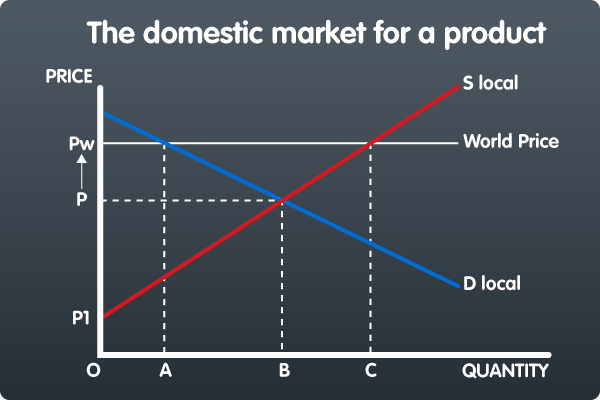 The domestic market for a product
PRICE
S local
Pw
World Price
P
D local
P1
O
A
B
C
QUANTITY